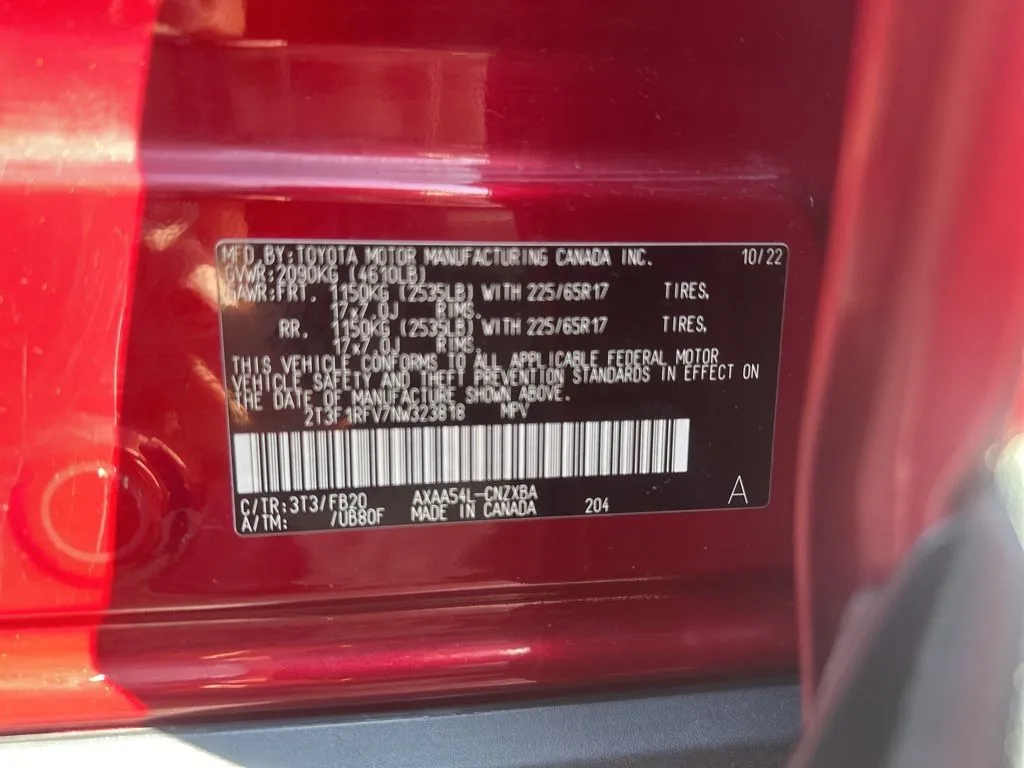 MFD.BY:TOYOTA MOTOR MANUFACTURING CANADA INC. 10/22
GVWR:2090KG (4610LB)
GAWR:FRT. 1150KG (2535LB) WITH 225/65R17 TIRES,
17x7.0J RIMS,
RR. 1150KG (2535LB) WITH 225/65R17 TIRES,
17x7.0J RIMS,
THIS VEHICLE CONFORMS TO ALL APPLICABLE FEDERAL MOTOR
VEHICLE SAFETY AND THEFT PREVENTION STANDARDS IN EFFECT ON
THE DATE OF MANUFACTURE SHOWN ABOVE.
2T3F1RFV7NW323818 MPV
C/TR:3T3/FB20 AXAA54L-CNZXBA
A/TM: /UB80F MADE IN CANADA 204 A